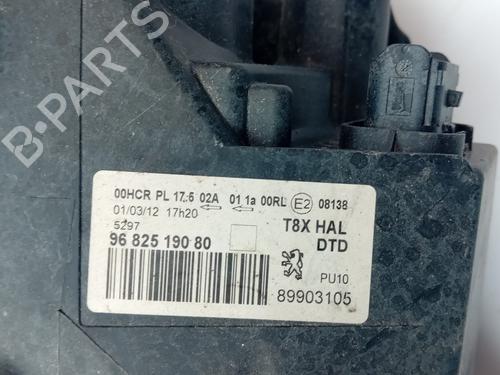 B-PARTS
00HCR PL 17.5 02A 01 1a 00RL E2 08138
01/03/12 17h20
5297
96 825 190 80
T8X HAL
DTD
PU10
89903105